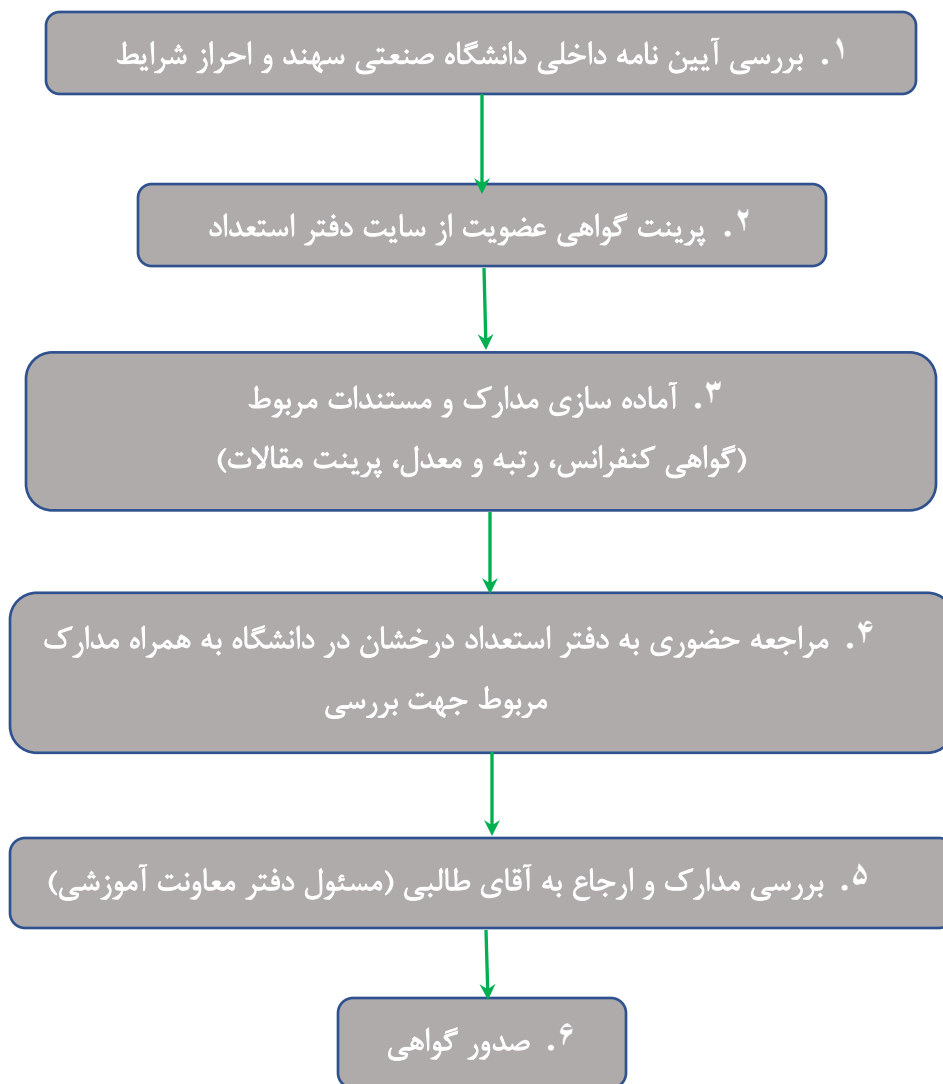 ۱. بررسی آیین نامه داخلی دانشگاه صنعتی سهند و احراز شرایط
۲. پرینت گواهی عضویت از سایت دفتر استعداد
۳. آماده سازی مدارک و مستندات مربوط
(گواهی کنفرانس، رتبه و معدل، پرینت مقالات)
۴. مراجعه حضوری به دفتر استعداد درخشان در دانشگاه به همراه مدارک
مربوط جهت بررسی
۵. بررسی مدارک و ارجاع به آقای طالبی (مسئول دفتر معاونت آموزشی)
۶. صدور گواهی